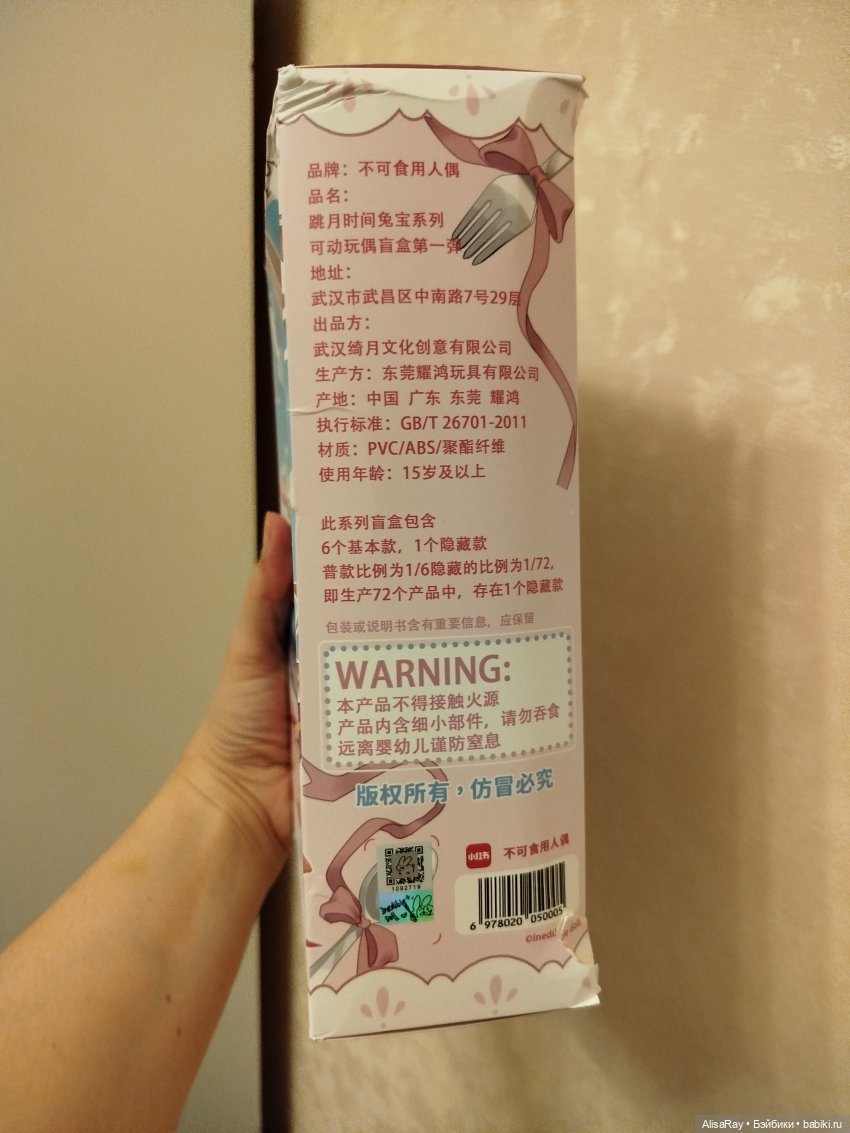 品牌：不可食用人偶
品名：
跳月时间兔宝系列
可动玩偶盲盒第一弹
地址：
武汉市武昌区中南路7号29层
出品方：
武汉绮月文化创意有限公司
生产方：东莞耀鸿玩具有限公司
产地：中国 广东 东莞 耀鸿
执行标准：GB/T 26701-2011
材质：PVC/ABS/聚酯纤维
使用年龄：15岁及以上
此系列盲盒包含
6个基本款，1个隐藏款
普款比例为1/6隐藏的比例为1/72,
即生产72个产品中，存在1个隐藏款
包装或说明书含有重要信息，应保留
WARNING:
本产品不得接触火源
产品内含细小部件，请勿吞食
远离婴幼儿谨防窒息
版权所有，仿冒必究
小红书 不可食用人偶
1092719
6 978020 050005
doll
AlisaRay • Бэйбики • babiki.ru